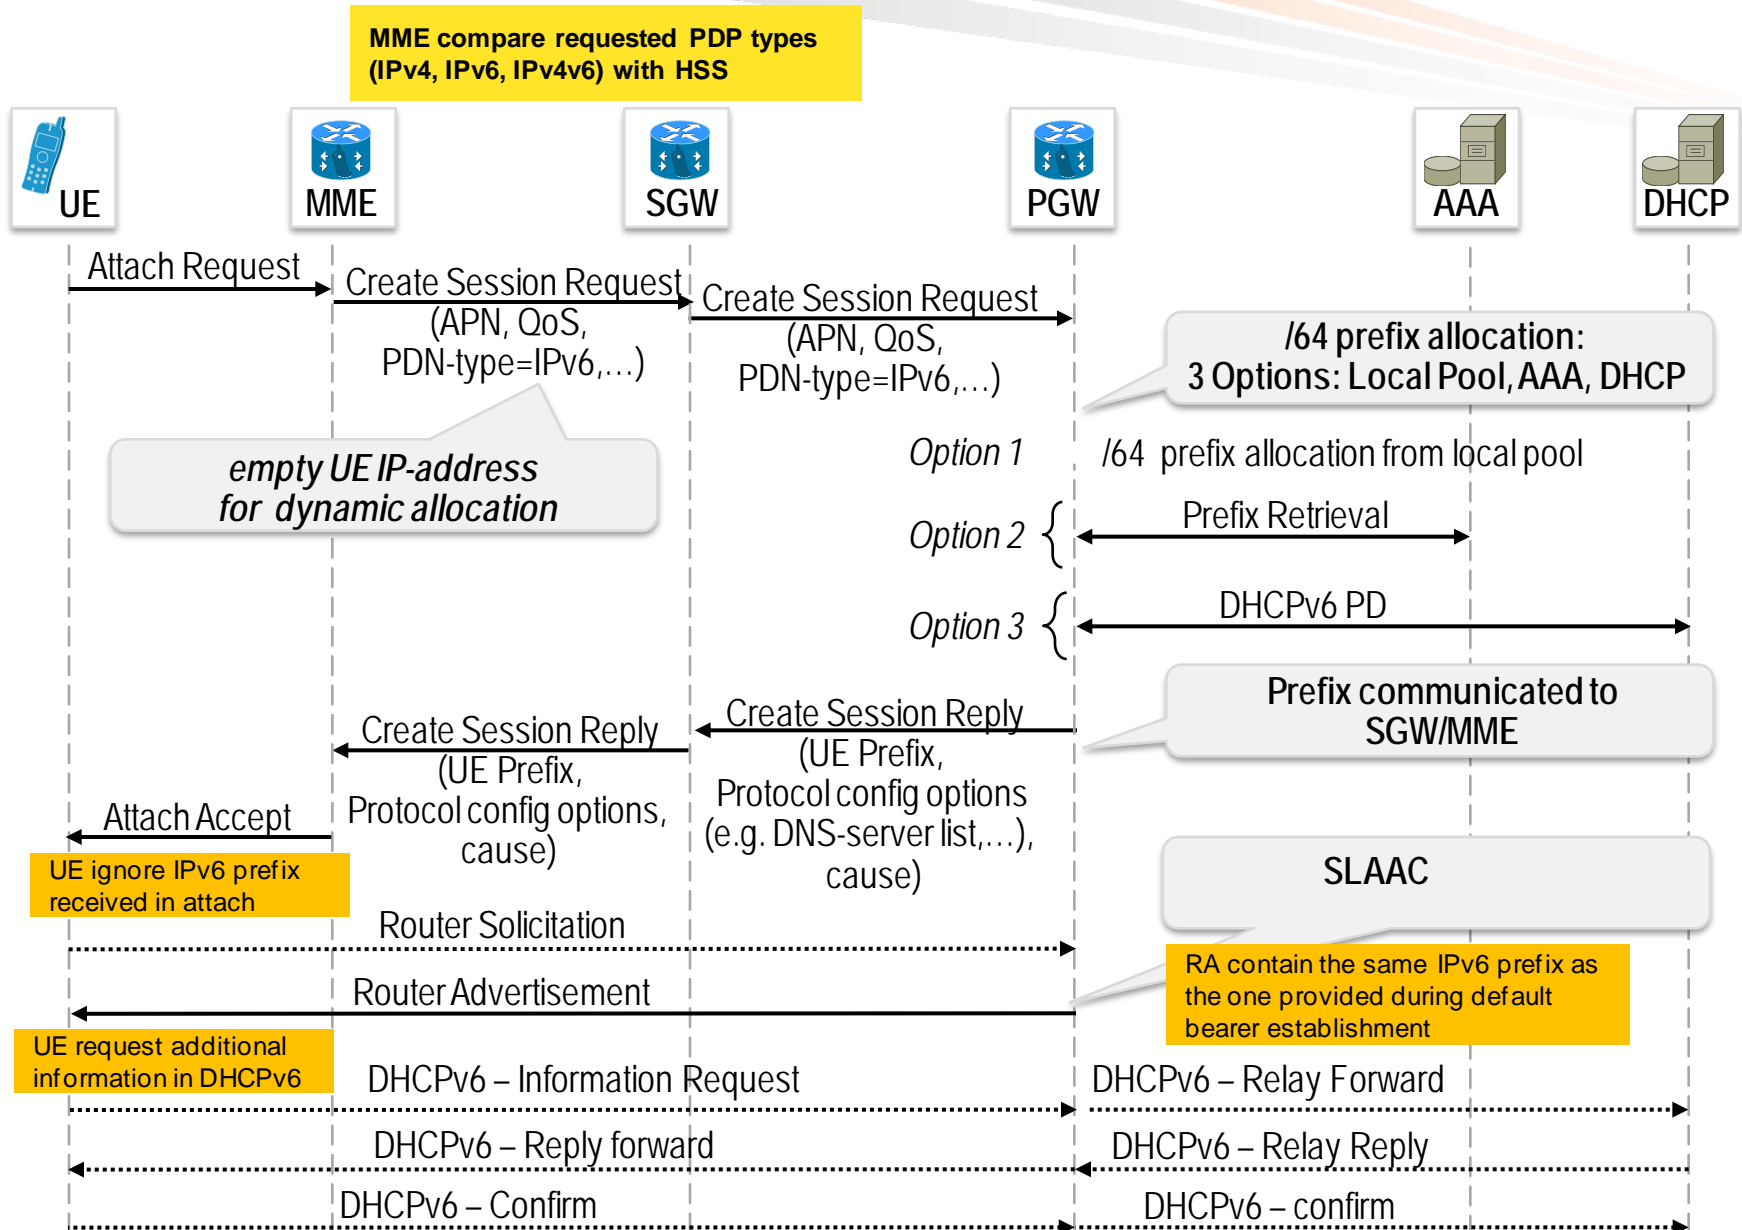 MME compare requested PDP types
(IPv4, IPv6, IPv4v6) with HSS
UE
MME
SGW
PGW
AAA
DHCP
Attach Request
Create Session Request
(APN, QoS,
PDN-type=IPv6,…)
Create Session Request
(APN, QoS,
PDN-type=IPv6,…)
/64 prefix allocation:
3 Options: Local Pool, AAA, DHCP
empty UE IP-address
for dynamic allocation
Option 1
/64 prefix allocation from local pool
Option 2
Prefix Retrieval
Option 3
DHCPv6 PD
Prefix communicated to
SGW/MME
Create Session Reply
(UE Prefix,
Protocol config options
(e.g. DNS-server list,…),
cause)
Create Session Reply
(UE Prefix,
Protocol config options,
cause)
Attach Accept
UE ignore IPv6 prefix
received in attach
SLAAC
Router Solicitation
RA contain the same IPv6 prefix as
the one provided during default
bearer establishment
Router Advertisement
UE request additional
information in DHCPv6
DHCPv6 – Information Request
DHCPv6 – Relay Forward
DHCPv6 – Reply forward
DHCPv6 – Relay Reply
DHCPv6 – Confirm
DHCPv6 – confirm